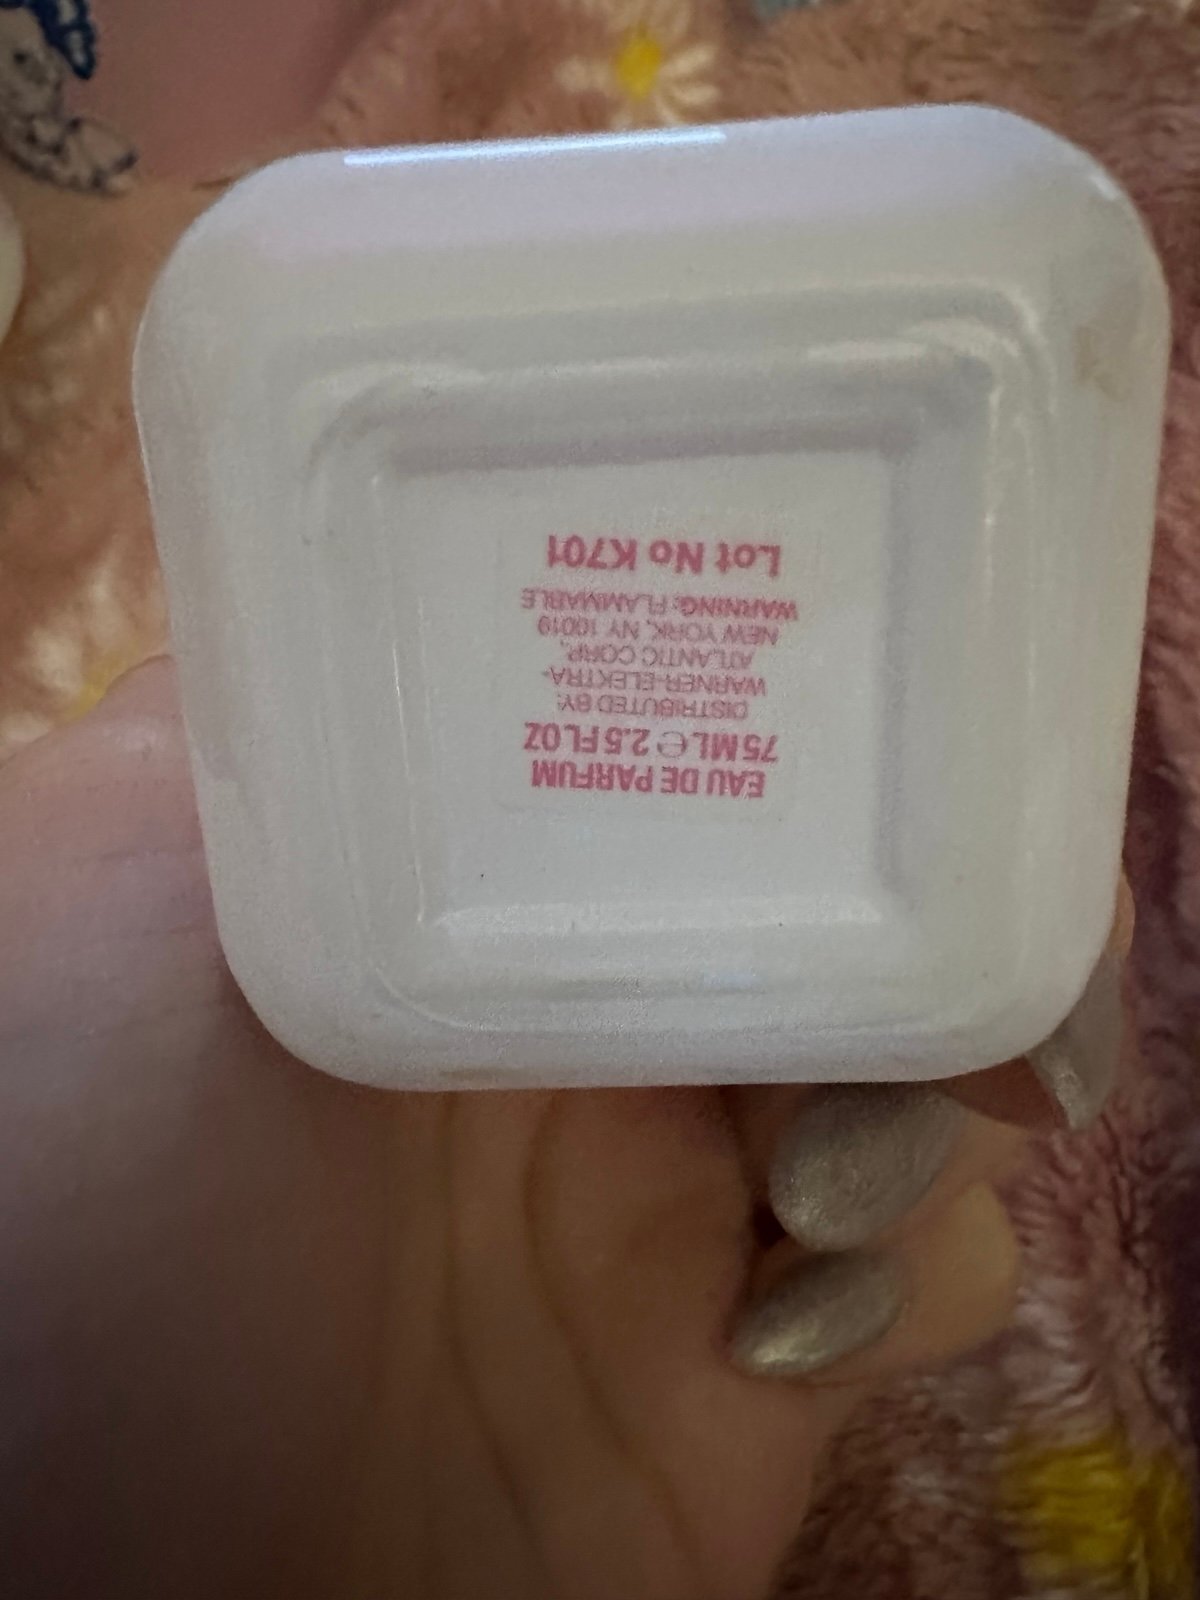 EAU DE PARFUM
75 ML ℮ 2.5 FL OZ
DISTRIBUTED BY:
WARNER-ELEKTRA-
ATLANTIC CORP.,
NEW YORK, NY 10019
WARNING: FLAMMABLE
Lot No K701